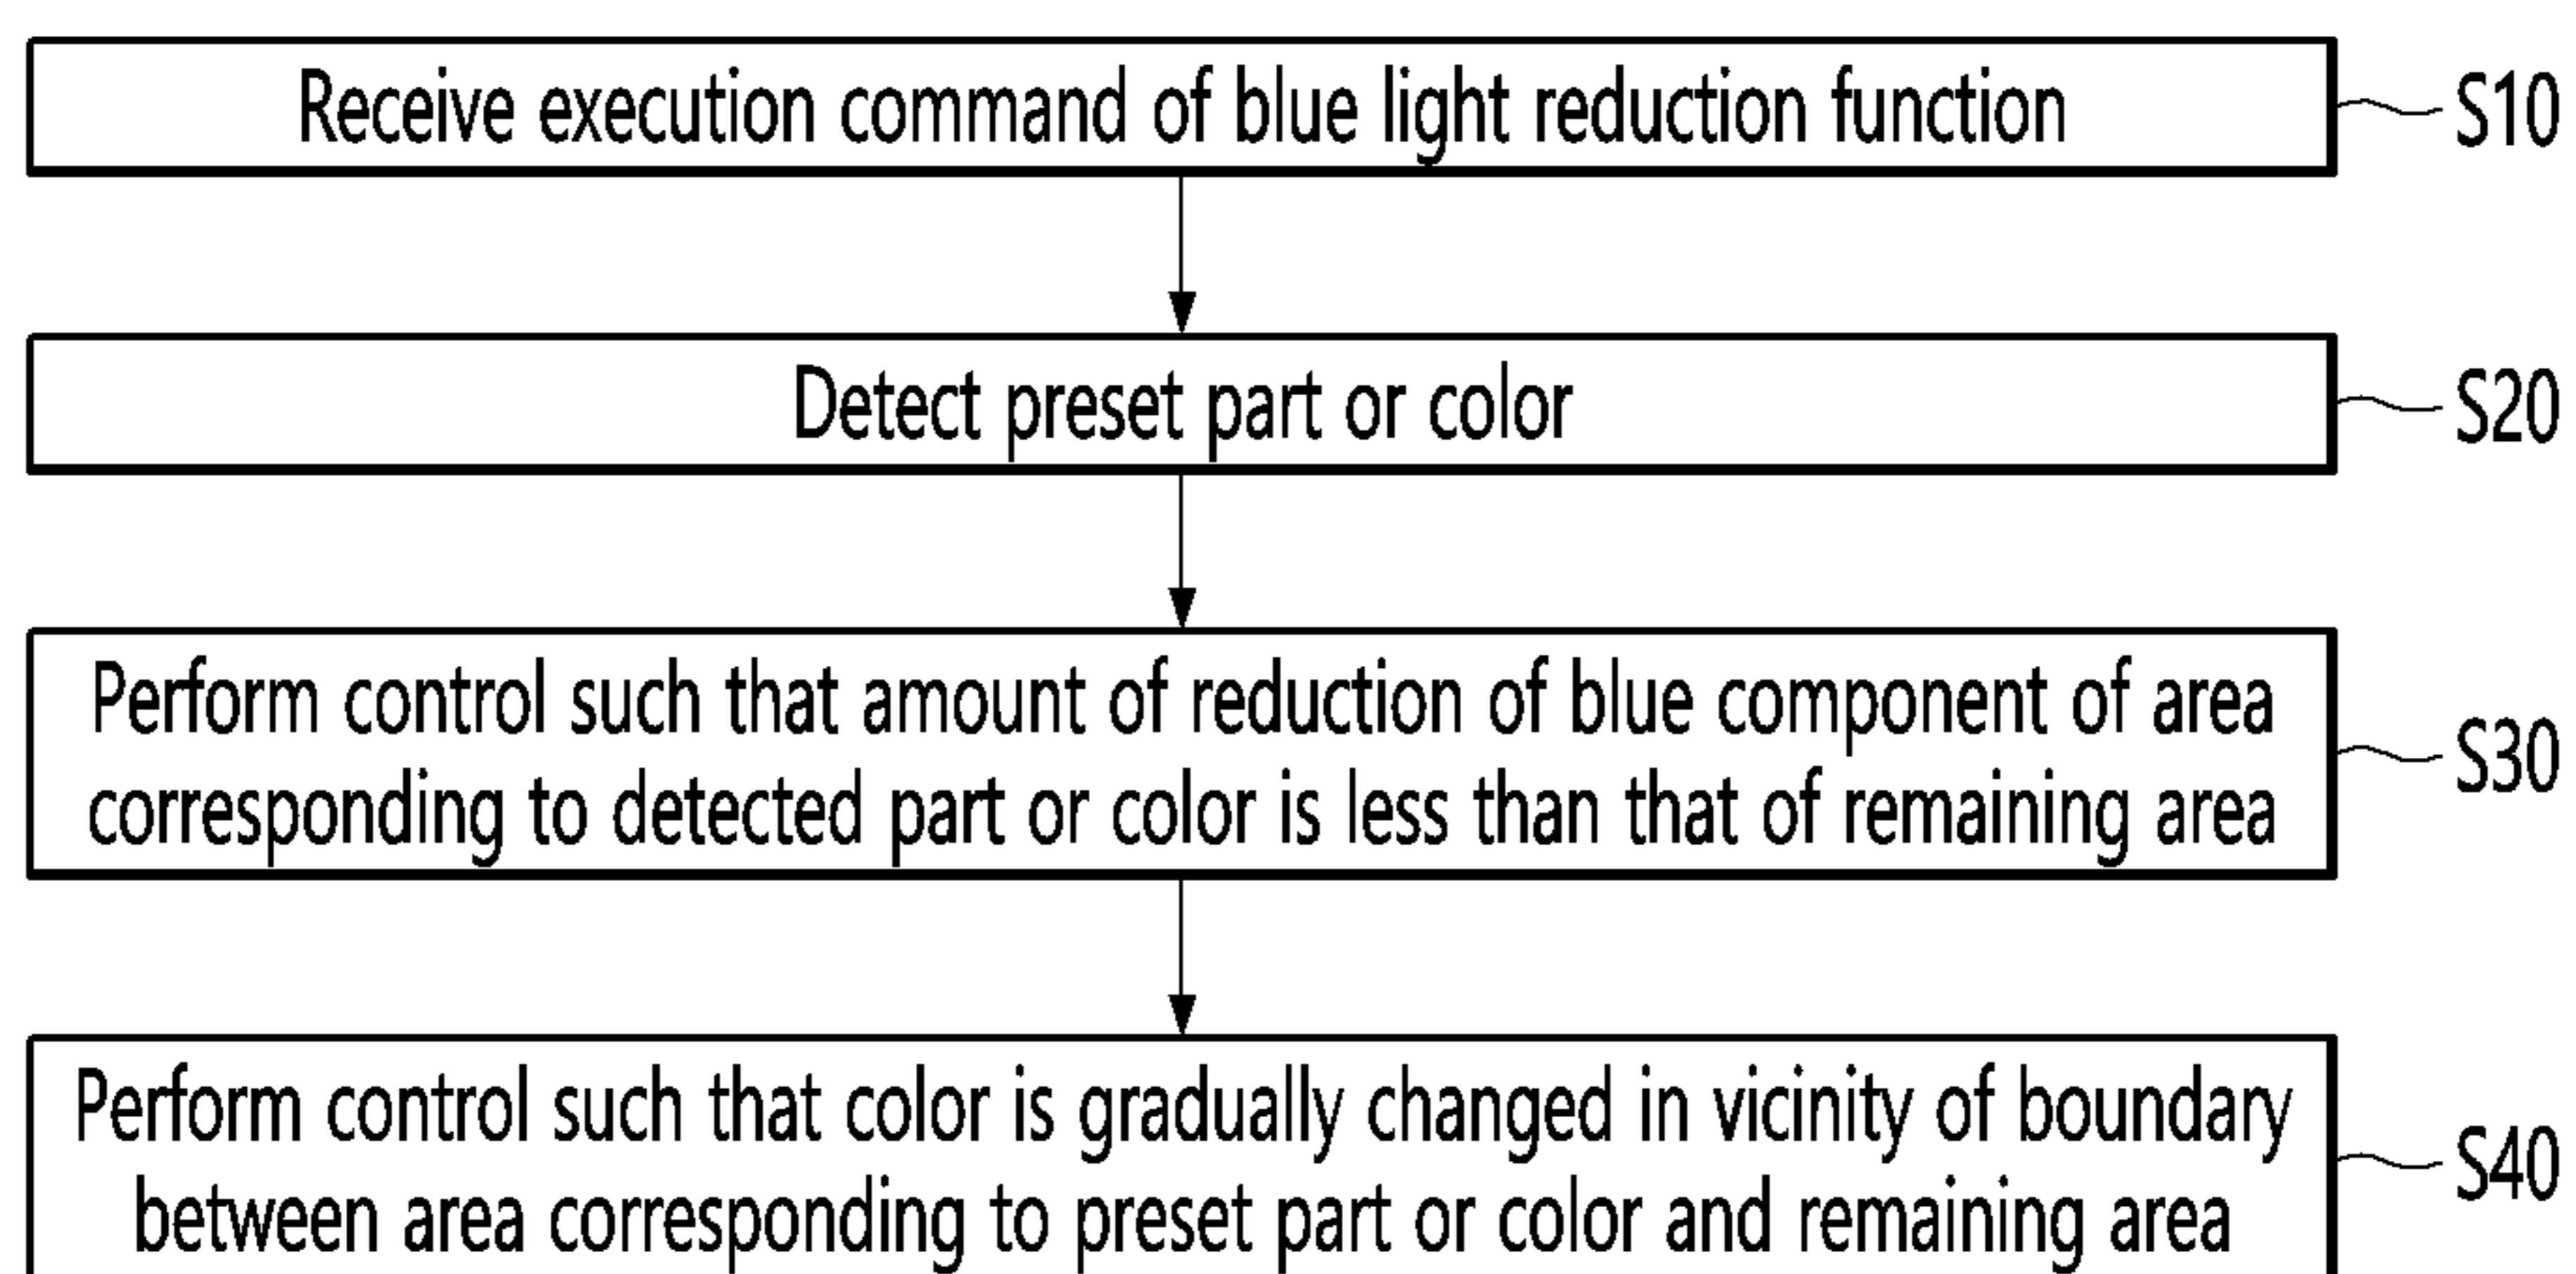 Receive execution command of blue light reduction function
S10
Detect preset part or color
S20
Perform control such that amount of reduction of blue component of area
corresponding to detected part or color is less than that of remaining area
S30
Perform control such that color is gradually changed in vicinity of boundary
between area corresponding to preset part or color and remaining area
S40